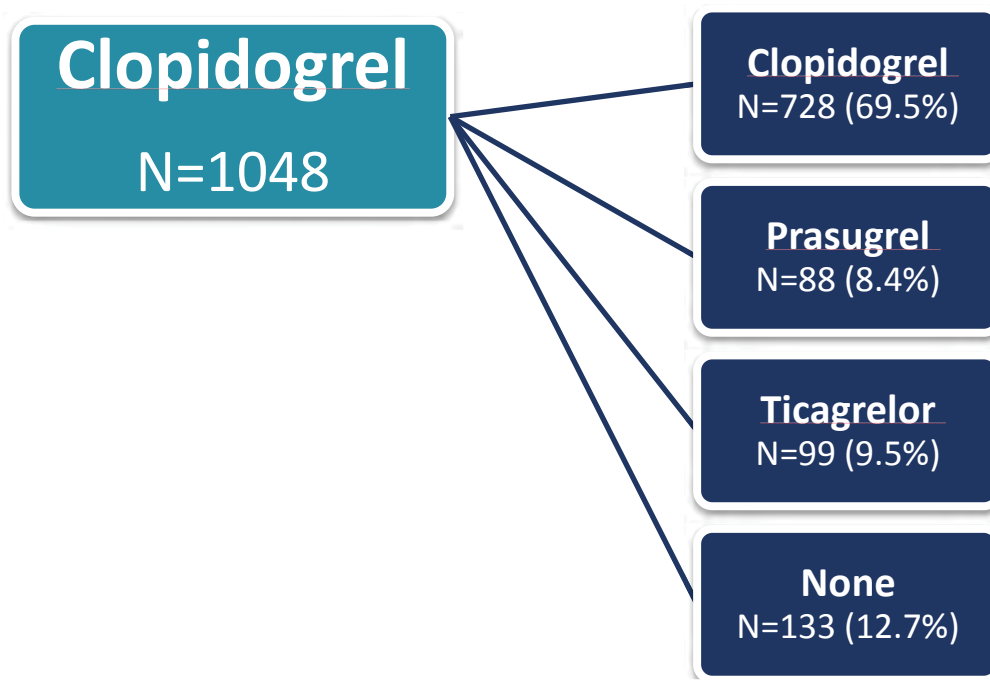 Clopidogrel
N=1048
Clopidogrel
N=728 (69.5%)
Prasugrel
N=88 (8.4%)
Ticagrelor
N=99 (9.5%)
None
N=133 (12.7%)